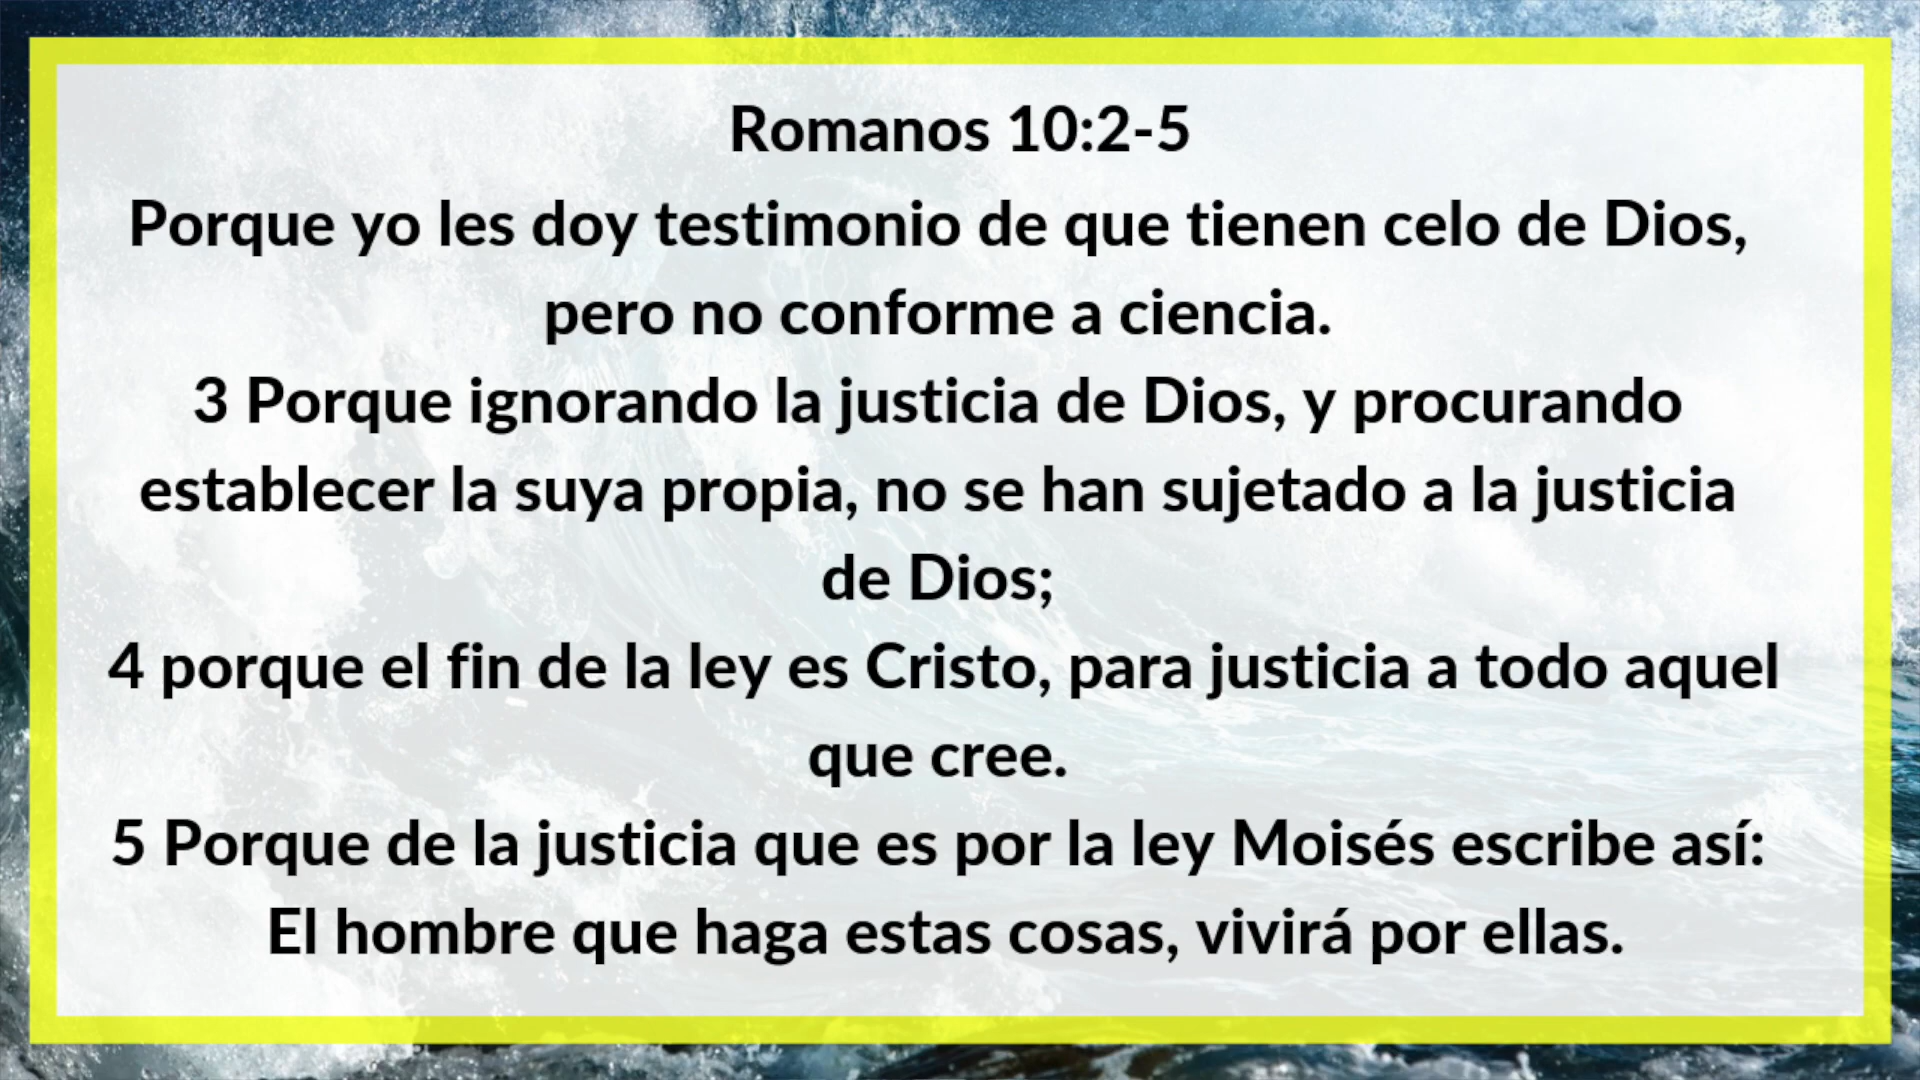 Romanos 10:2-5
Porque yo les doy testimonio de que tienen celo de Dios,
pero no conforme a ciencia.
3 Porque ignorando la justicia de Dios, y procurando
establecer la suya propia, no se han sujetado a la justicia
de Dios;
4 porque el fin de la ley es Cristo, para justicia a todo aquel
que cree.
5 Porque de la justicia que es por la ley Moisés escribe así:
El hombre que haga estas cosas, vivirá por ellas.